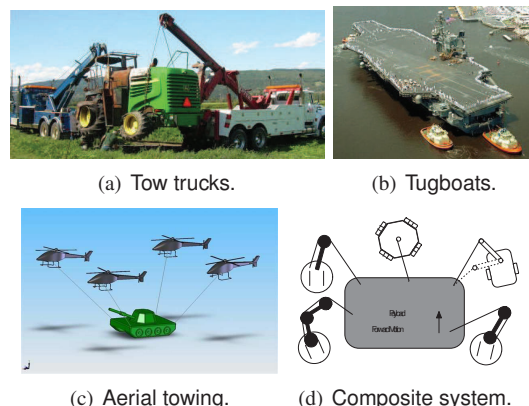 (a) Tow trucks.
(b) Tugboats.
Payload
Forward Motion
(c) Aerial towing.
(d) Composite system.